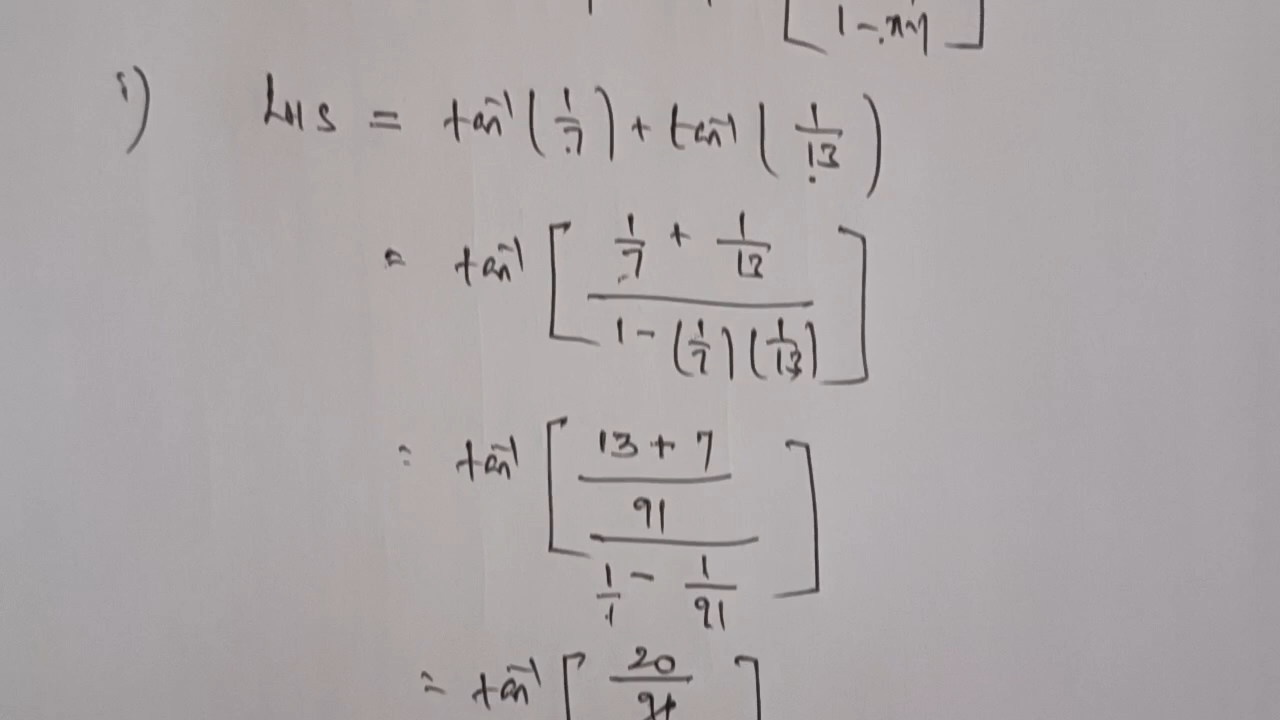 [1-xy]
i) LHS = tan⁻¹(1/7) + tan⁻¹(1/13)
= tan⁻¹[(1/7 + 1/13)/(1-(1/7)(1/13))]
= tan⁻¹[((13+7)/91)/(1/1 - 1/91)]
= tan⁻¹[20/91]